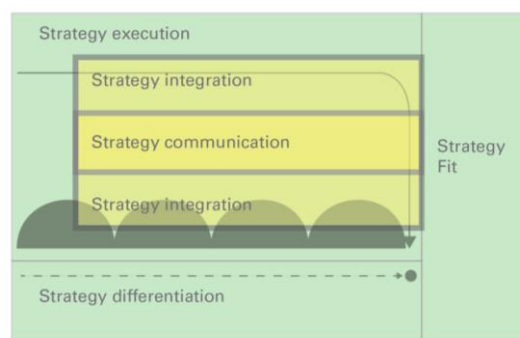 Strategy execution
Strategy integration
Strategy communication
Strategy
Fit
Strategy integration
Strategy differentiation